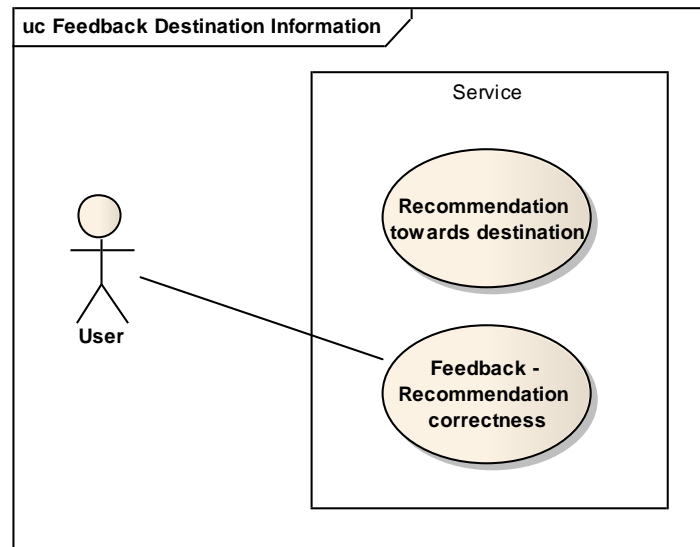 uc Feedback Destination Information
Service
Recommendation
towards destination
User
Feedback -
Recommendation
correctness